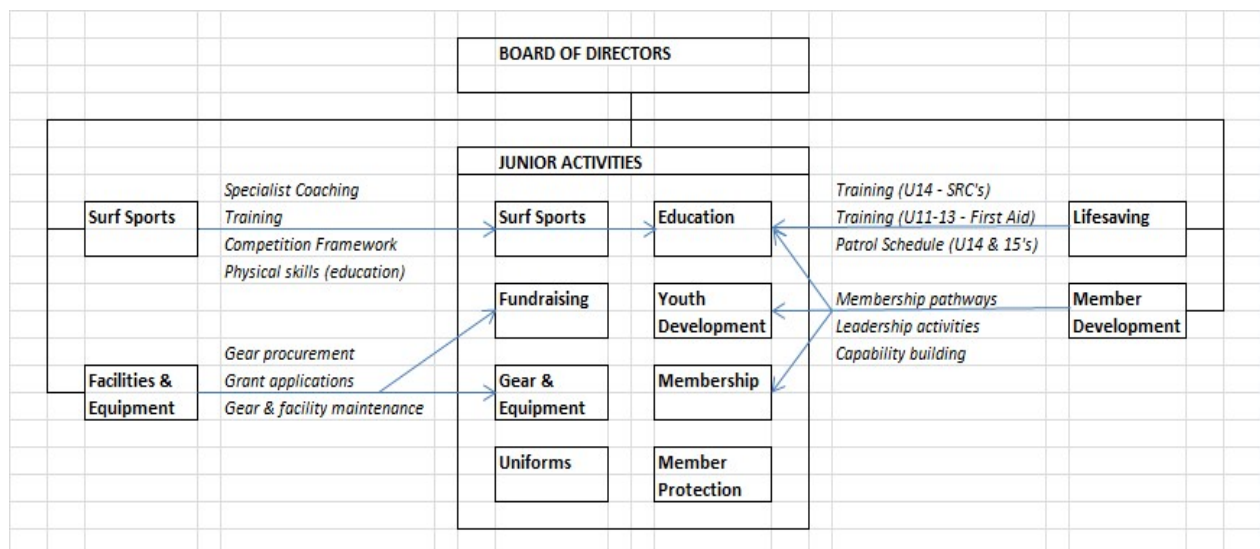 BOARD OF DIRECTORS
JUNIOR ACTIVITIES
Surf Sports
Specialist Coaching
Training
Competition Framework
Physical skills (education)
Surf Sports
Education
Training (U14 - SRC's)
Training (U11-13 - First Aid)
Patrol Schedule (U14 & 15's)
Lifesaving
Fundraising
Youth
Development
Membership pathways
Leadership activities
Capability building
Member
Development
Facilities &
Equipment
Gear procurement
Grant applications
Gear & facility maintenance
Gear &
Equipment
Membership
Uniforms
Member
Protection